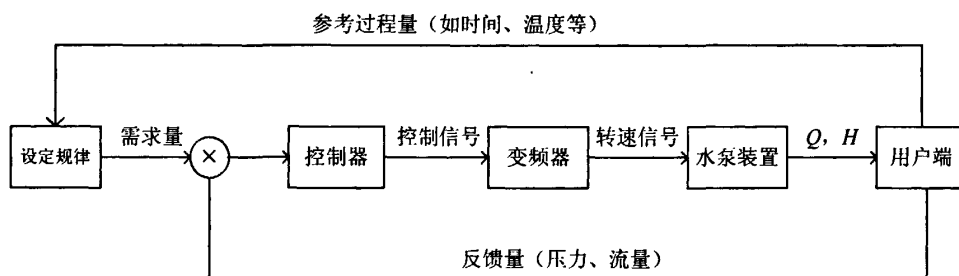 参考过程量（如时间、温度等）
设定规律
需求量
×
控制器
控制信号
变频器
转速信号
水泵装置
Q，H
用户端
反馈量（压力、流量）